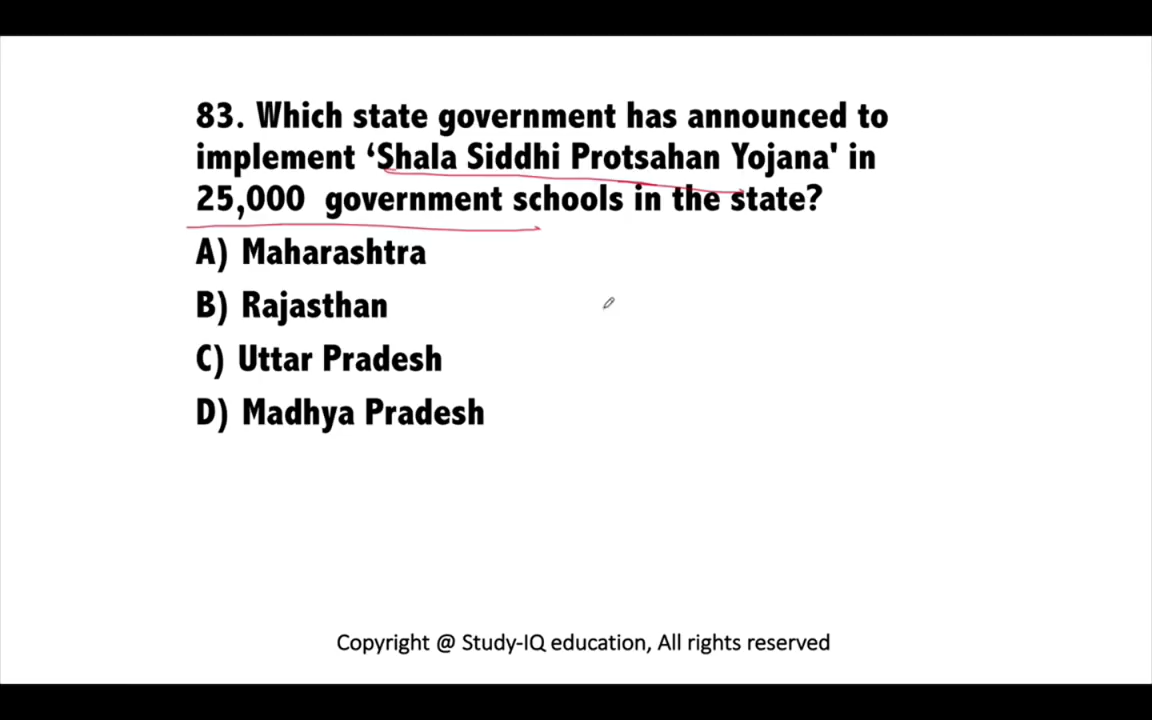 83. Which state government has announced to
implement ‘Shala Siddhi Protsahan Yojana' in
25,000 government schools in the state?
A) Maharashtra
B) Rajasthan
C) Uttar Pradesh
D) Madhya Pradesh
Copyright @ Study-IQ education, All rights reserved